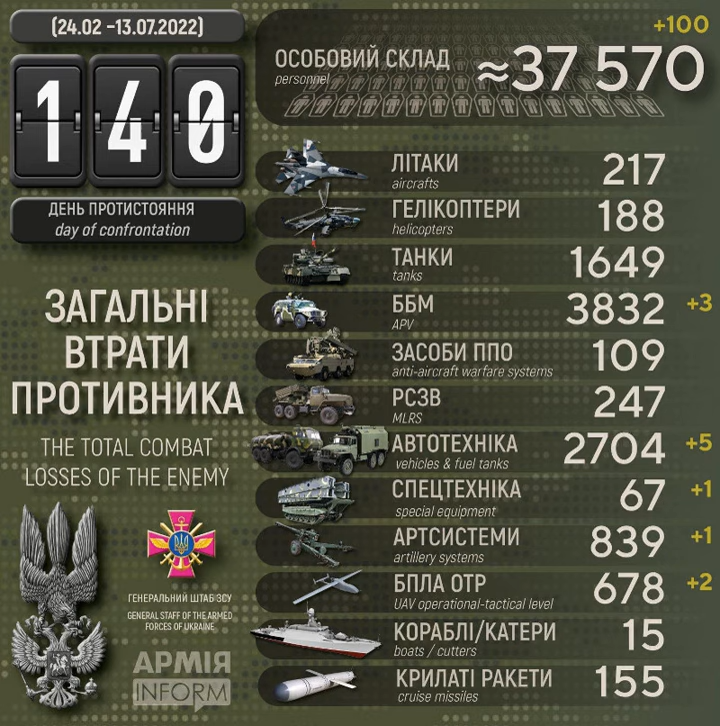 (24.02 –13.07.2022)
140
ДЕНЬ ПРОТИСТОЯННЯ
day of confrontation
ЗАГАЛЬНІ
ВТРАТИ
ПРОТИВНИКА
THE TOTAL COMBAT
LOSSES OF THE ENEMY
ГЕНЕРАЛЬНИЙ ШТАБ ЗСУ
GENERAL STAFF OF THE ARMED
FORCES OF UKRAINE
АРМІЯ
INFORM
+100
ОСОБОВИЙ СКЛАД ≈37 570
personnel
ЛІТАКИ 217
aircrafts
ГЕЛІКОПТЕРИ 188
helicopters
ТАНКИ 1649
tanks
ББМ 3832 +3
APV
ЗАСОБИ ППО 109
anti-aircraft warfare systems
РСЗВ 247
MLRS
АВТОТЕХНІКА 2704 +5
vehicles & fuel tanks
СПЕЦТЕХНІКА 67 +1
special equipment
АРТСИСТЕМИ 839 +1
artillery systems
БПЛА ОТР 678 +2
UAV operational-tactical level
КОРАБЛІ/КАТЕРИ 15
boats / cutters
КРИЛАТІ РАКЕТИ 155
cruise missiles